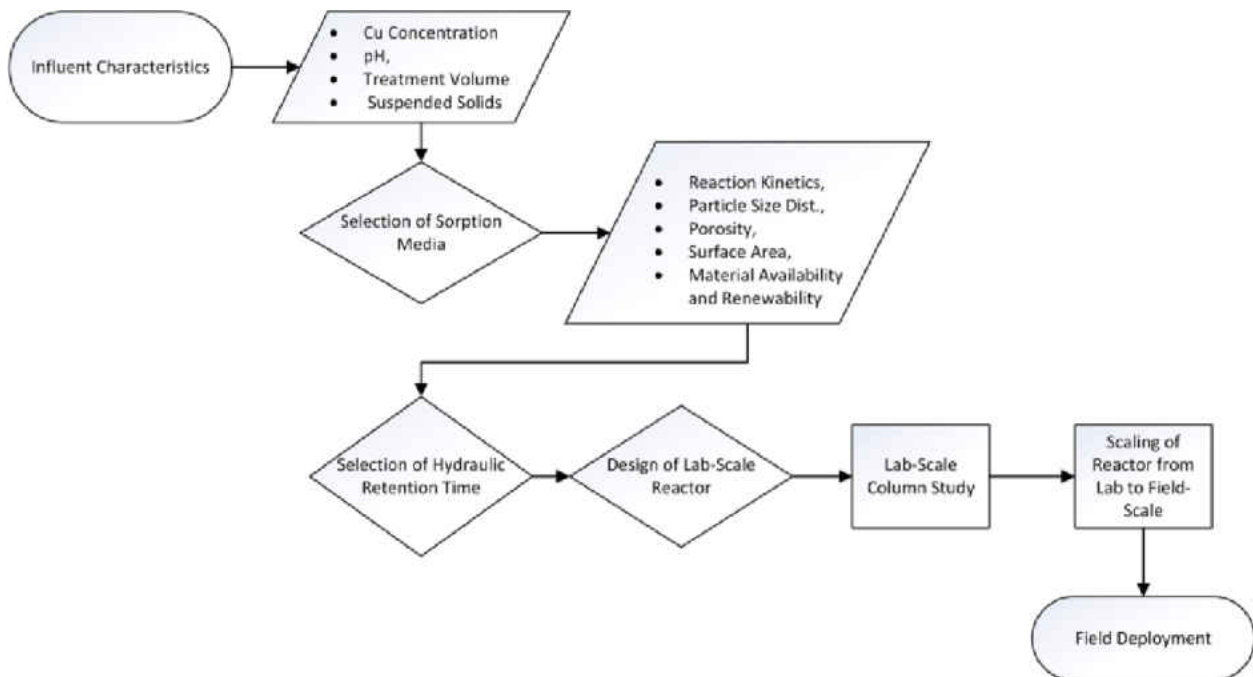 Influent Characteristics
• Cu Concentration
• pH,
• Treatment Volume
• Suspended Solids
Selection of Sorption
Media
• Reaction Kinetics,
• Particle Size Dist.,
• Porosity,
• Surface Area,
• Material Availability
and Renewability
Selection of Hydraulic
Retention Time
Design of Lab-Scale
Reactor
Lab-Scale
Column Study
Scaling of
Reactor from
Lab to Field-
Scale
Field Deployment